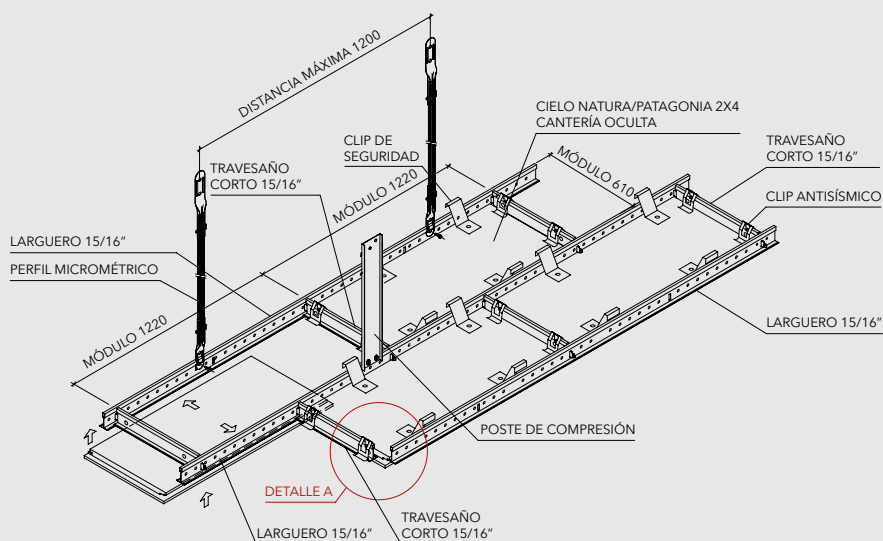 DISTANCIA MÁXIMA 1200
CIELO NATURA/PATAGONIA 2X4
CANTERÍA OCULTA
CLIP DE
SEGURIDAD
TRAVESAÑO
CORTO 15/16"
TRAVESAÑO
CORTO 15/16"
MÓDULO 1220
MÓDULO 610
CLIP ANTISÍSMICO
LARGUERO 15/16"
PERFIL MICROMÉTRICO
MÓDULO 1220
LARGUERO 15/16"
POSTE DE COMPRESIÓN
DETALLE A
LARGUERO 15/16"
TRAVESAÑO
CORTO 15/16"